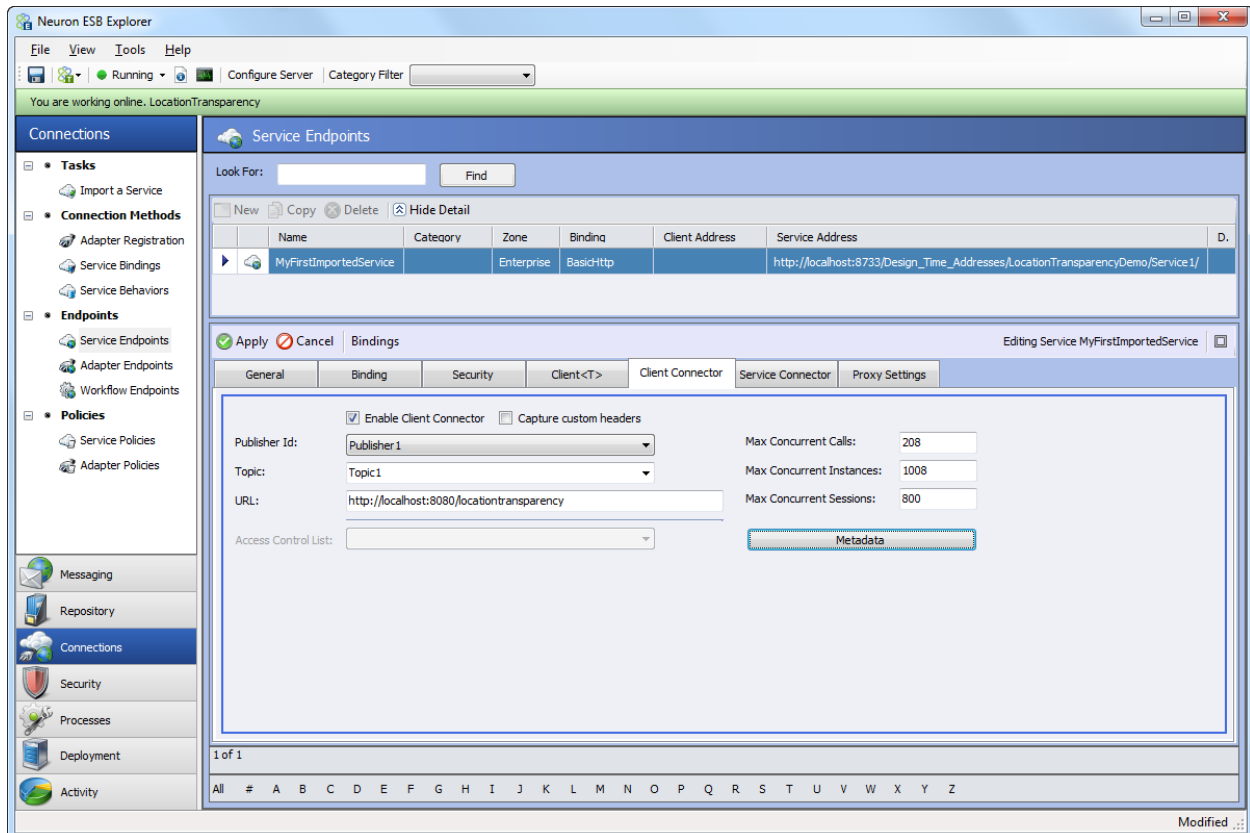 Neuron ESB Explorer
File View Tools Help
Running Configure Server Category Filter
You are working online. LocationTransparency
Connections
Tasks
Import a Service
Connection Methods
Adapter Registration
Service Bindings
Service Behaviors
Endpoints
Service Endpoints
Adapter Endpoints
Workflow Endpoints
Policies
Service Policies
Adapter Policies
Messaging
Repository
Connections
Security
Processes
Deployment
Activity
Service Endpoints
Look For: Find
New Copy Delete Hide Detail
Name Category Zone Binding Client Address Service Address D.
MyFirstImportedService Enterprise BasicHttp http://localhost:8733/Design_Time_Addresses/LocationTransparencyDemo/Service1/
Apply Cancel Bindings Editing Service MyFirstImportedService
General Binding Security Client<T> Client Connector Service Connector Proxy Settings
Enable Client Connector Capture custom headers
Publisher Id: Publisher1 Max Concurrent Calls: 208
Topic: Topic1 Max Concurrent Instances: 1008
URL: http://localhost:8080/locationtransparency Max Concurrent Sessions: 800
Access Control List: Metadata
1 of 1
All # A B C D E F G H I J K L M N O P Q R S T U V W X Y Z
Modified